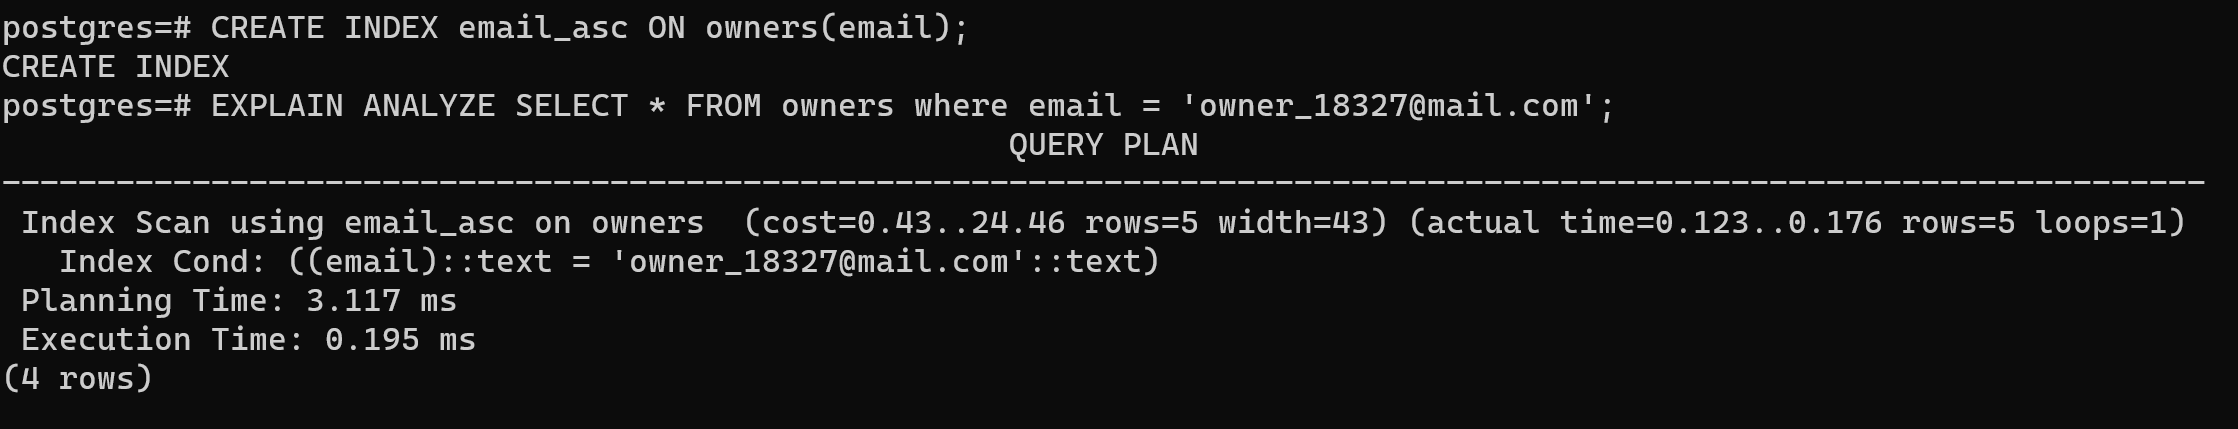 postgres=# CREATE INDEX email_asc ON owners(email);
CREATE INDEX
postgres=# EXPLAIN ANALYZE SELECT * FROM owners where email = 'owner_18327@mail.com';
QUERY PLAN
--------------------------------------------------------------------------------------------------------------------
Index Scan using email_asc on owners  (cost=0.43..24.46 rows=5 width=43) (actual time=0.123..0.176 rows=5 loops=1)
Index Cond: ((email)::text = 'owner_18327@mail.com'::text)
Planning Time: 3.117 ms
Execution Time: 0.195 ms
(4 rows)